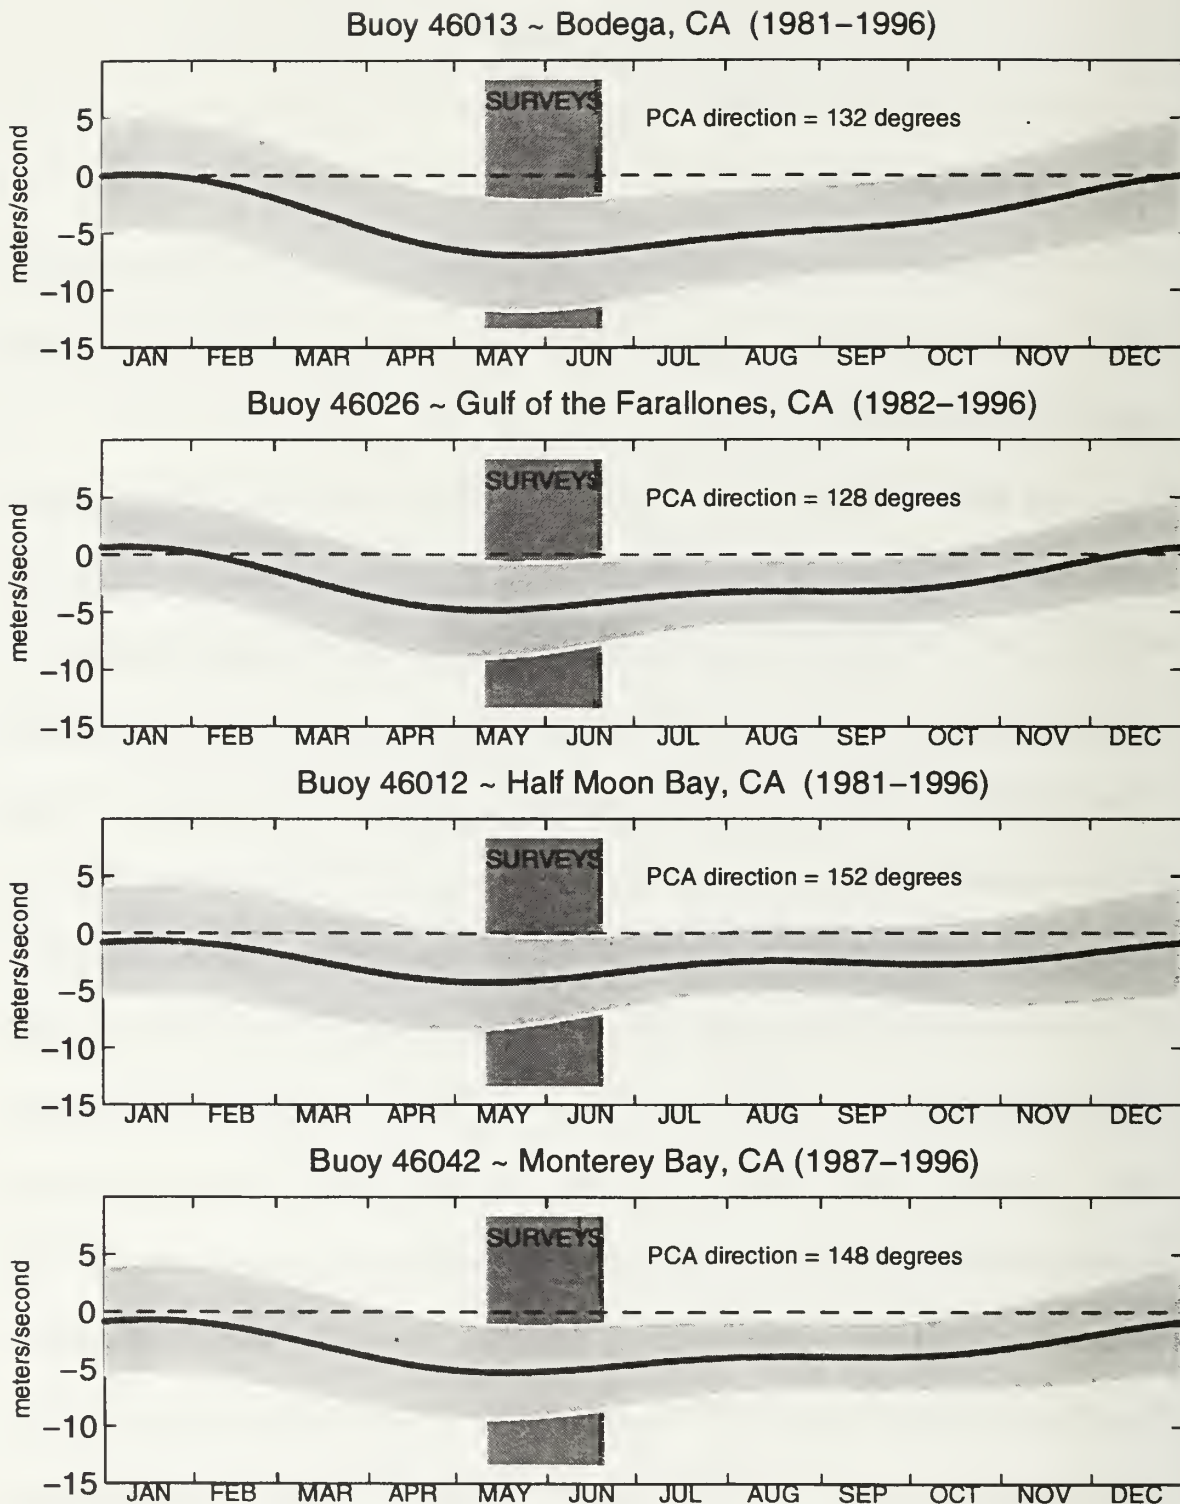 Buoy 46013 ~ Bodega, CA (1981–1996)
SURVEYS
PCA direction = 132 degrees
meters/second
5
0
−5
−10
−15
JAN FEB MAR APR MAY JUN JUL AUG SEP OCT NOV DEC
Buoy 46026 ~ Gulf of the Farallones, CA (1982–1996)
SURVEYS
PCA direction = 128 degrees
meters/second
5
0
−5
−10
−15
JAN FEB MAR APR MAY JUN JUL AUG SEP OCT NOV DEC
Buoy 46012 ~ Half Moon Bay, CA (1981–1996)
SURVEYS
PCA direction = 152 degrees
meters/second
5
0
−5
−10
−15
JAN FEB MAR APR MAY JUN JUL AUG SEP OCT NOV DEC
Buoy 46042 ~ Monterey Bay, CA (1987–1996)
SURVEYS
PCA direction = 148 degrees
meters/second
5
0
−5
−10
−15
JAN FEB MAR APR MAY JUN JUL AUG SEP OCT NOV DEC